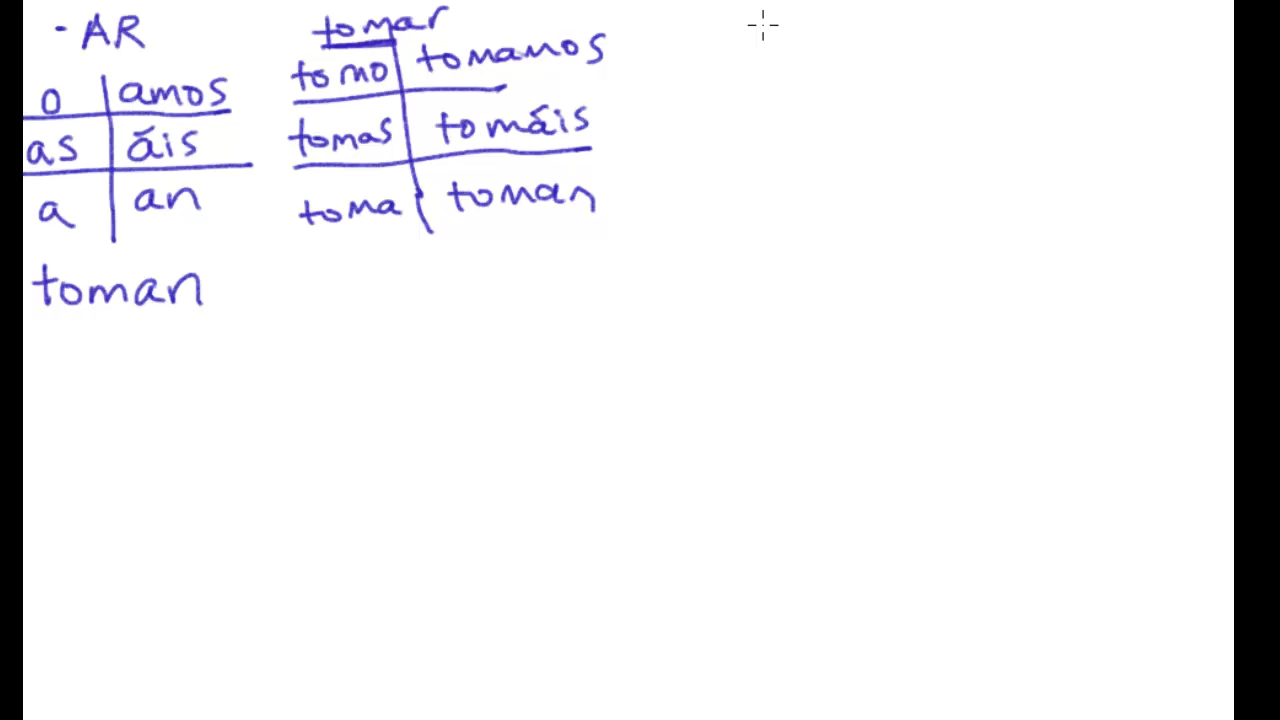 -AR
o amos
as áis
a an
tomar
tomo tomamos
tomas tomáis
toma toman
toman